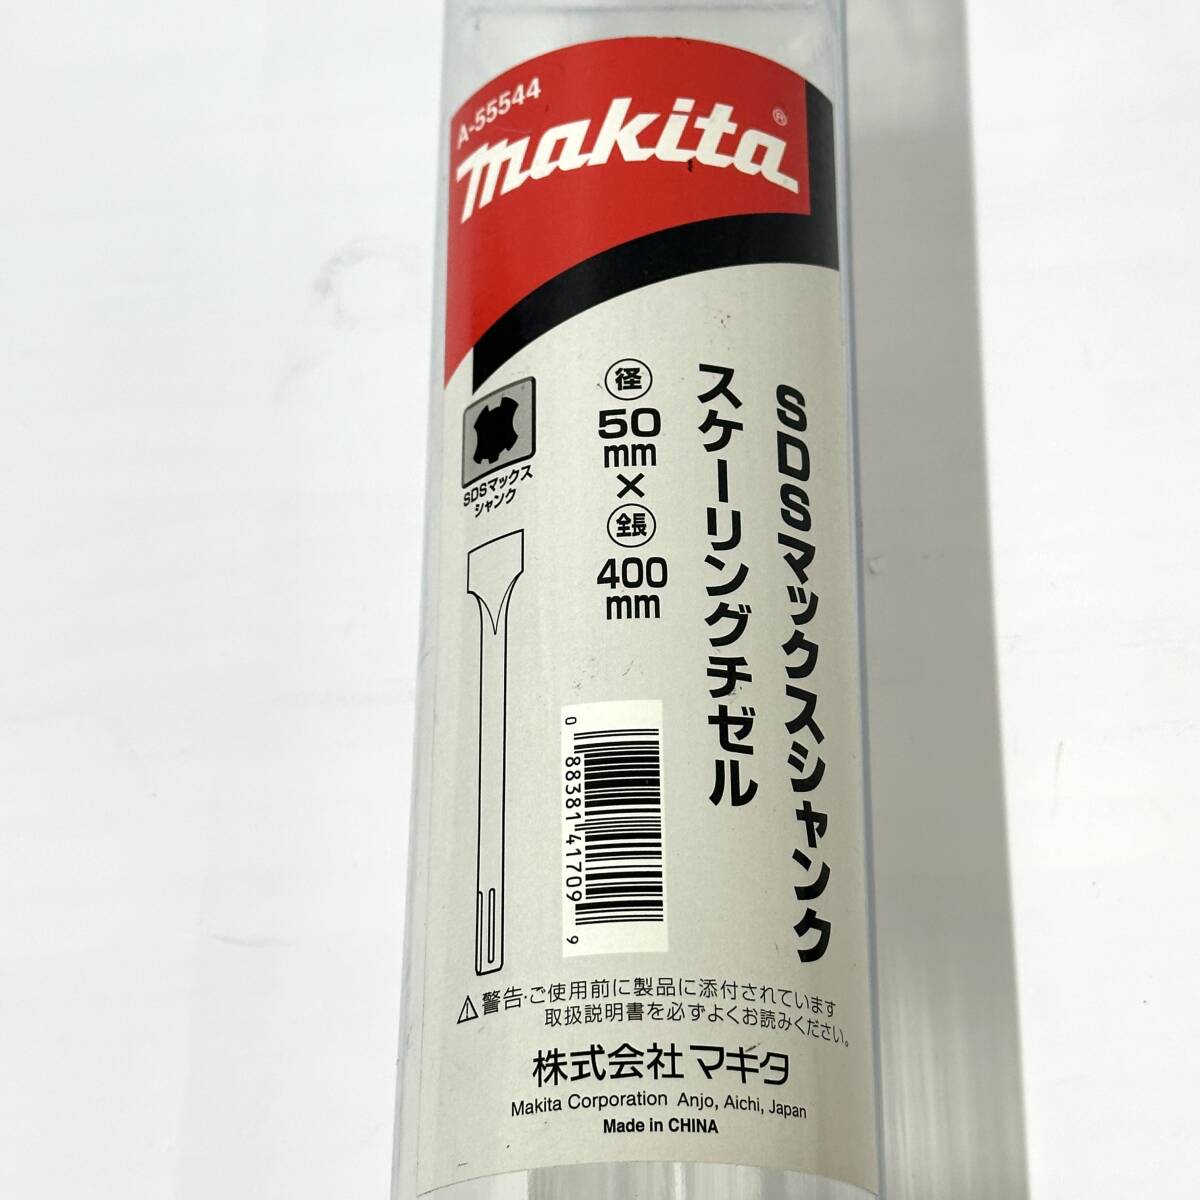 A-55544
makita®
SDSマックスシャンク
スケーリングチゼル
径
50
mm
×
全長
400
mm
SDSマックス
シャンク
0 88381 41709 9
⚠警告・ご使用前に製品に添付されています
取扱説明書を必ずよくお読みください。
株式会社マキタ
Makita Corporation Anjo, Aichi, Japan
Made in CHINA